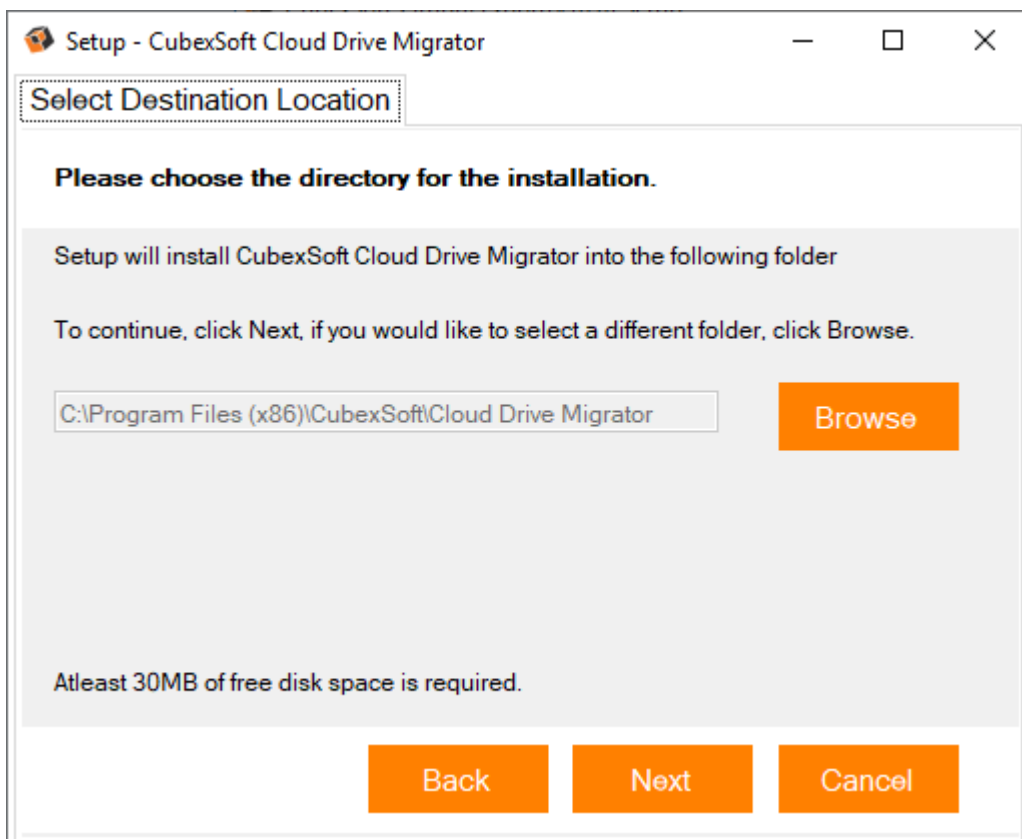 Setup - CubexSoft Cloud Drive Migrator
Select Destination Location
Please choose the directory for the installation.
Setup will install CubexSoft Cloud Drive Migrator into the following folder
To continue, click Next, if you would like to select a different folder, click Browse.
C:\Program Files (x86)\CubexSoft\Cloud Drive Migrator
Browse
Atleast 30MB of free disk space is required.
Back Next Cancel